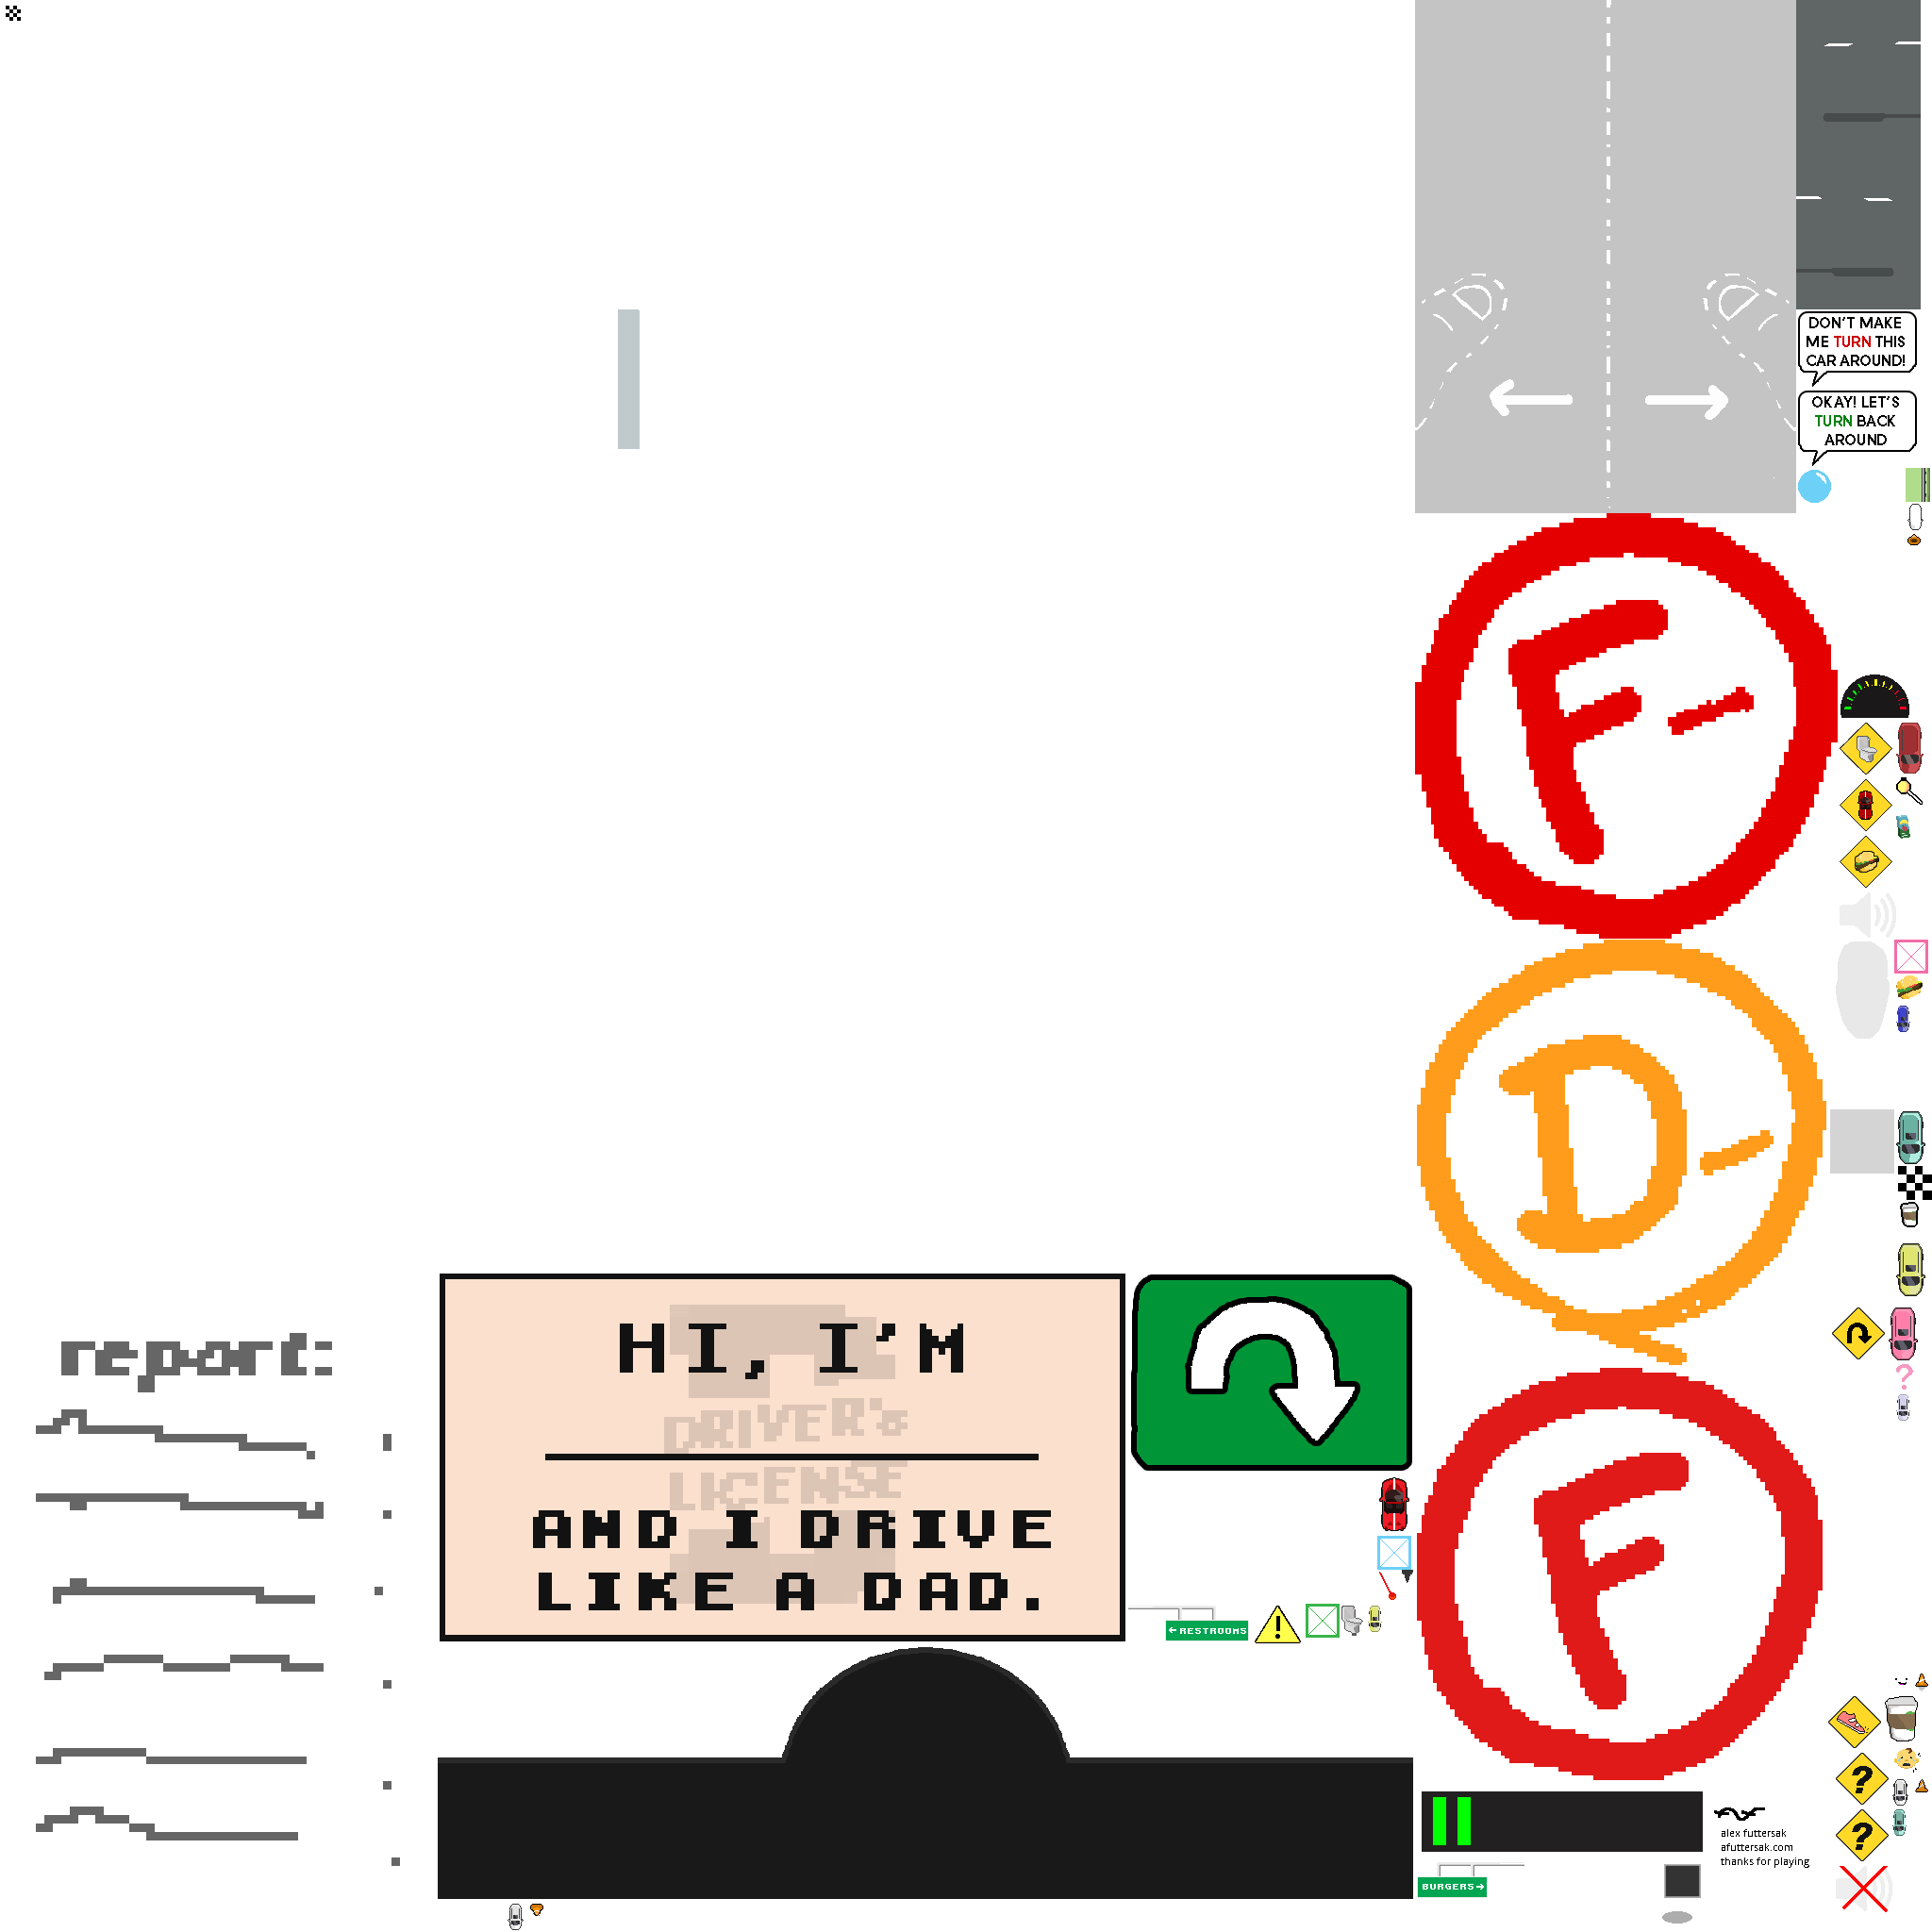 DON'T MAKE
ME TURN THIS
CAR AROUND!
OKAY! LET'S
TURN BACK
AROUND
F-
D-
report:
HI, I'M
DRIVER's
LICENSE
AND I DRIVE
LIKE A DAD.
← RESTROOMS
!
?
F
?
?
alex futtersak
afuttersak.com
thanks for playing
BURGERS →